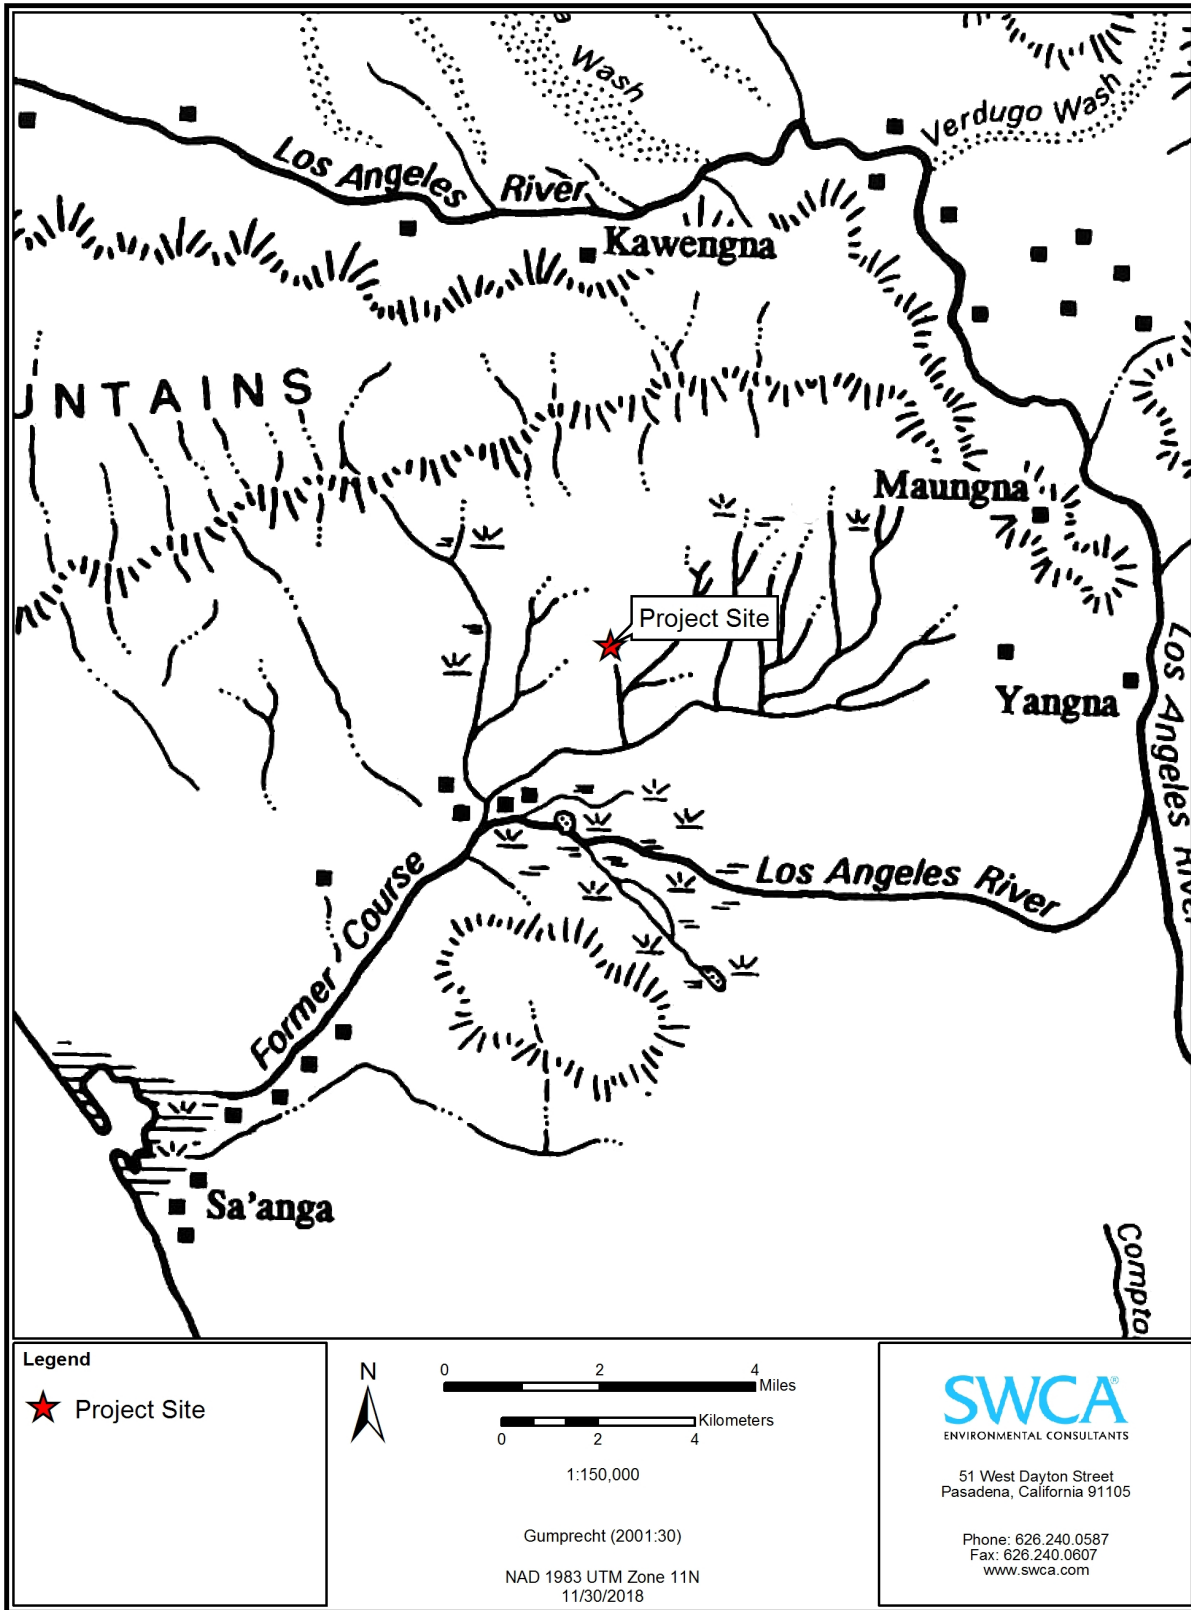 Wash
Verdugo Wash
Los Angeles River
Kawengna
UNTAINS
Maungna
Project Site
Yangna
Los Angeles River
Los Angeles River
Former Course
Sa'anga
Compto
Legend
Project Site
N
0 2 4
Miles
Kilometers
0 2 4
1:150,000
Gumprecht (2001:30)
NAD 1983 UTM Zone 11N
11/30/2018
SWCA®
ENVIRONMENTAL CONSULTANTS
51 West Dayton Street
Pasadena, California 91105
Phone: 626.240.0587
Fax: 626.240.0607
www.swca.com